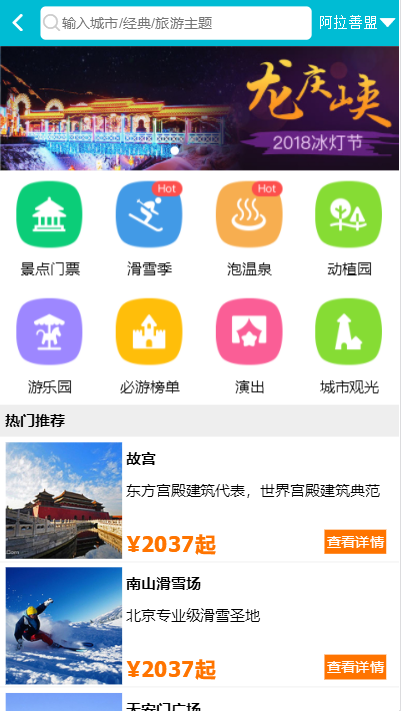 输入城市/经典/旅游主题
阿拉善盟
龙庆峡
2018冰灯节
Hot
Hot
景点门票
滑雪季
泡温泉
动植园
游乐园
必游榜单
演出
城市观光
热门推荐
故宫
东方宫殿建筑代表，世界宫殿建筑典范
¥2037起
查看详情
南山滑雪场
北京专业级滑雪圣地
¥2037起
查看详情
天安门广场